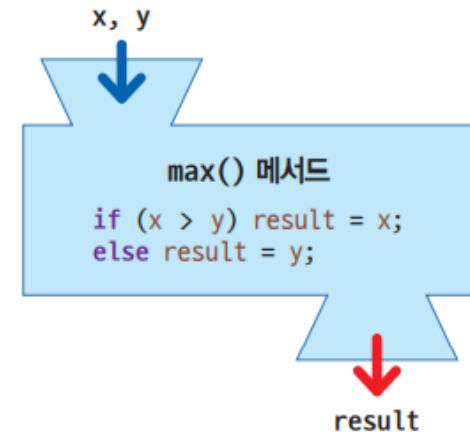 x, y
max() 메서드
if (x > y) result = x;
else result = y;
result